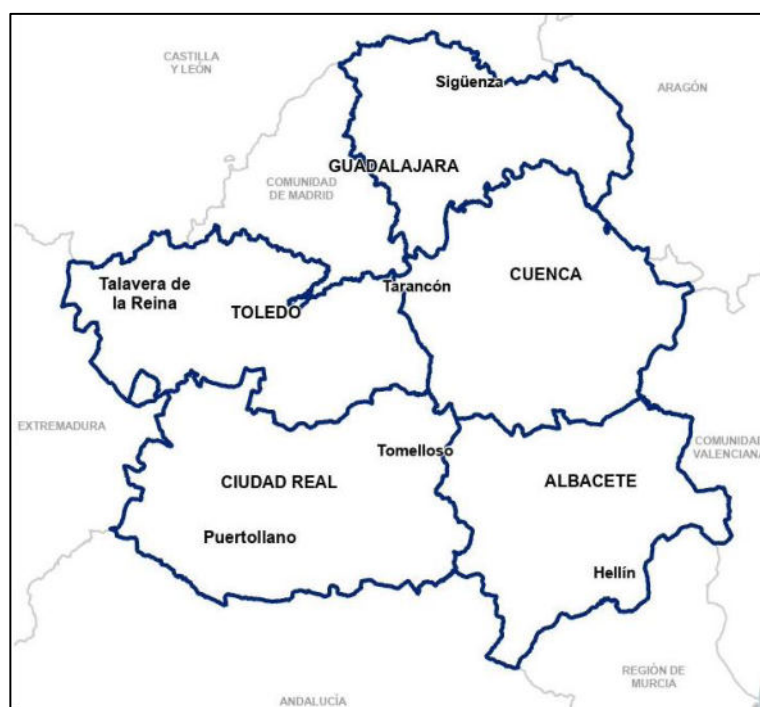 CASTILLA
Y LEÓN
Sigüenza
ARAGÓN
GUADALAJARA
COMUNIDAD
DE MADRID
Talavera de
la Reina
TOLEDO
Tarancón
CUENCA
EXTREMADURA
Tomelloso
COMUNIDAD
VALENCIANA
CIUDAD REAL
ALBACETE
Puertollano
Hellín
REGIÓN DE
MURCIA
ANDALUCÍA